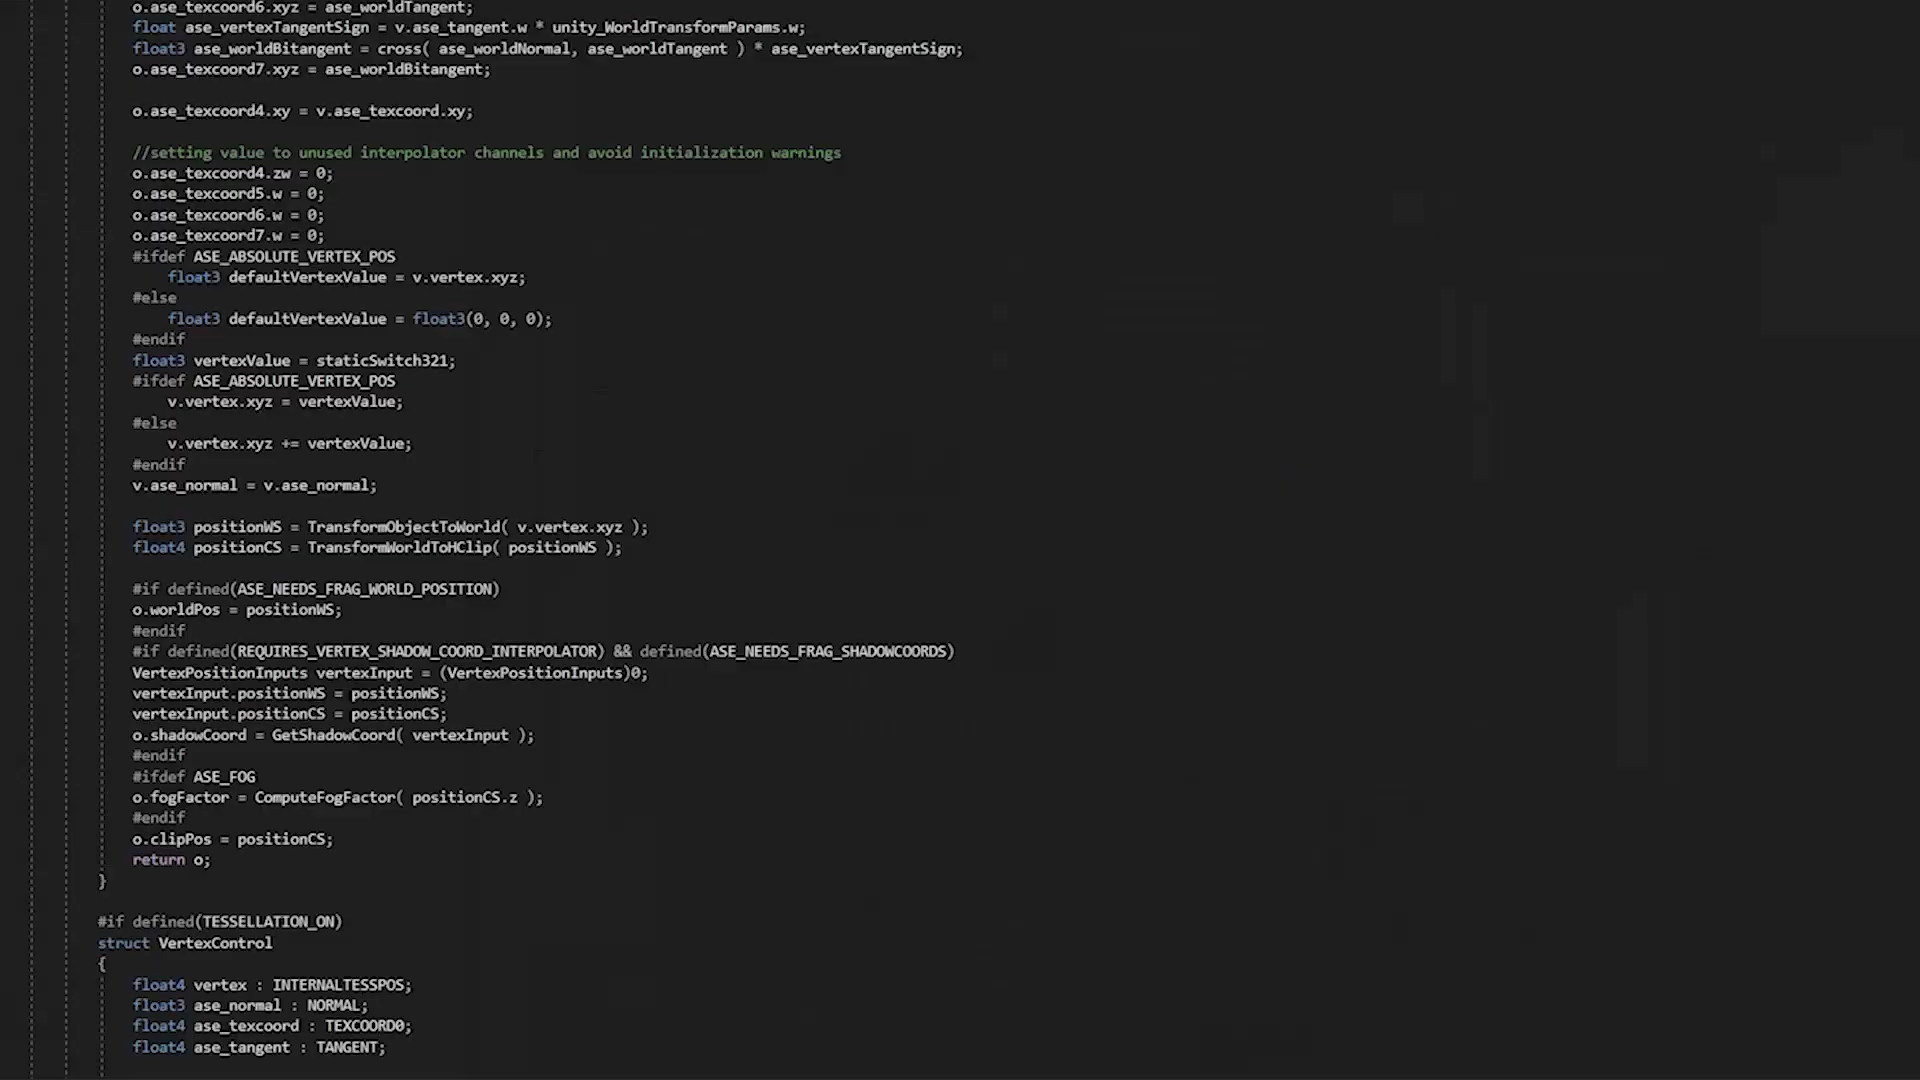 o.ase_texcoord6.xyz = ase_worldTangent;
float ase_vertexTangentSign = v.ase_tangent.w * unity_WorldTransformParams.w;
float3 ase_worldBitangent = cross( ase_worldNormal, ase_worldTangent ) * ase_vertexTangentSign;
o.ase_texcoord7.xyz = ase_worldBitangent;
o.ase_texcoord4.xy = v.ase_texcoord.xy;
//setting value to unused interpolator channels and avoid initialization warnings
o.ase_texcoord4.zw = 0;
o.ase_texcoord5.w = 0;
o.ase_texcoord6.w = 0;
o.ase_texcoord7.w = 0;
#ifdef ASE_ABSOLUTE_VERTEX_POS
float3 defaultVertexValue = v.vertex.xyz;
#else
float3 defaultVertexValue = float3(0, 0, 0);
#endif
float3 vertexValue = staticSwitch321;
#ifdef ASE_ABSOLUTE_VERTEX_POS
v.vertex.xyz = vertexValue;
#else
v.vertex.xyz += vertexValue;
#endif
v.ase_normal = v.ase_normal;
float3 positionWS = TransformObjectToWorld( v.vertex.xyz );
float4 positionCS = TransformWorldToHClip( positionWS );
#if defined(ASE_NEEDS_FRAG_WORLD_POSITION)
o.worldPos = positionWS;
#endif
#if defined(REQUIRES_VERTEX_SHADOW_COORD_INTERPOLATOR) && defined(ASE_NEEDS_FRAG_SHADOWCOORDS)
VertexPositionInputs vertexInput = (VertexPositionInputs)0;
vertexInput.positionWS = positionWS;
vertexInput.positionCS = positionCS;
o.shadowCoord = GetShadowCoord( vertexInput );
#endif
#ifdef ASE_FOG
o.fogFactor = ComputeFogFactor( positionCS.z );
#endif
o.clipPos = positionCS;
return o;
}
#if defined(TESSELLATION_ON)
struct VertexControl
{
float4 vertex : INTERNALTESSPOS;
float3 ase_normal : NORMAL;
float4 ase_texcoord : TEXCOORD0;
float4 ase_tangent : TANGENT;